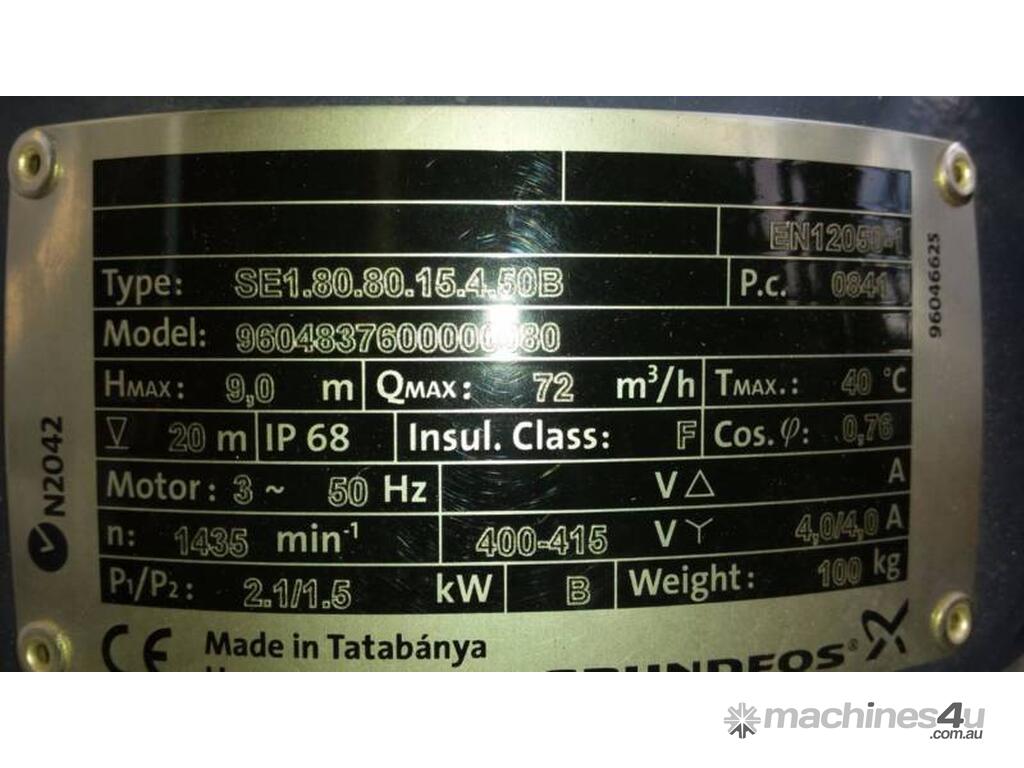 EN12050-1
Type: SE1.80.80.15.4.50B P.c. 0841
Model:
HMAX: 9,0 m QMAX: 72 m³/h TMAX.: 40 °C
20 m IP 68 Insul. Class: F Cos. φ: 0,76
Motor: 3 ~ 50 Hz V △ A
n: 1435 min⁻¹ 400-415 V Y 4,0/4,0 A
P1/P2: 2.1/1.5 kW B Weight: 100 kg
CE Made in Tatabánya
GRUNDFOS®
N2042
96046625
machines4u
.com.au